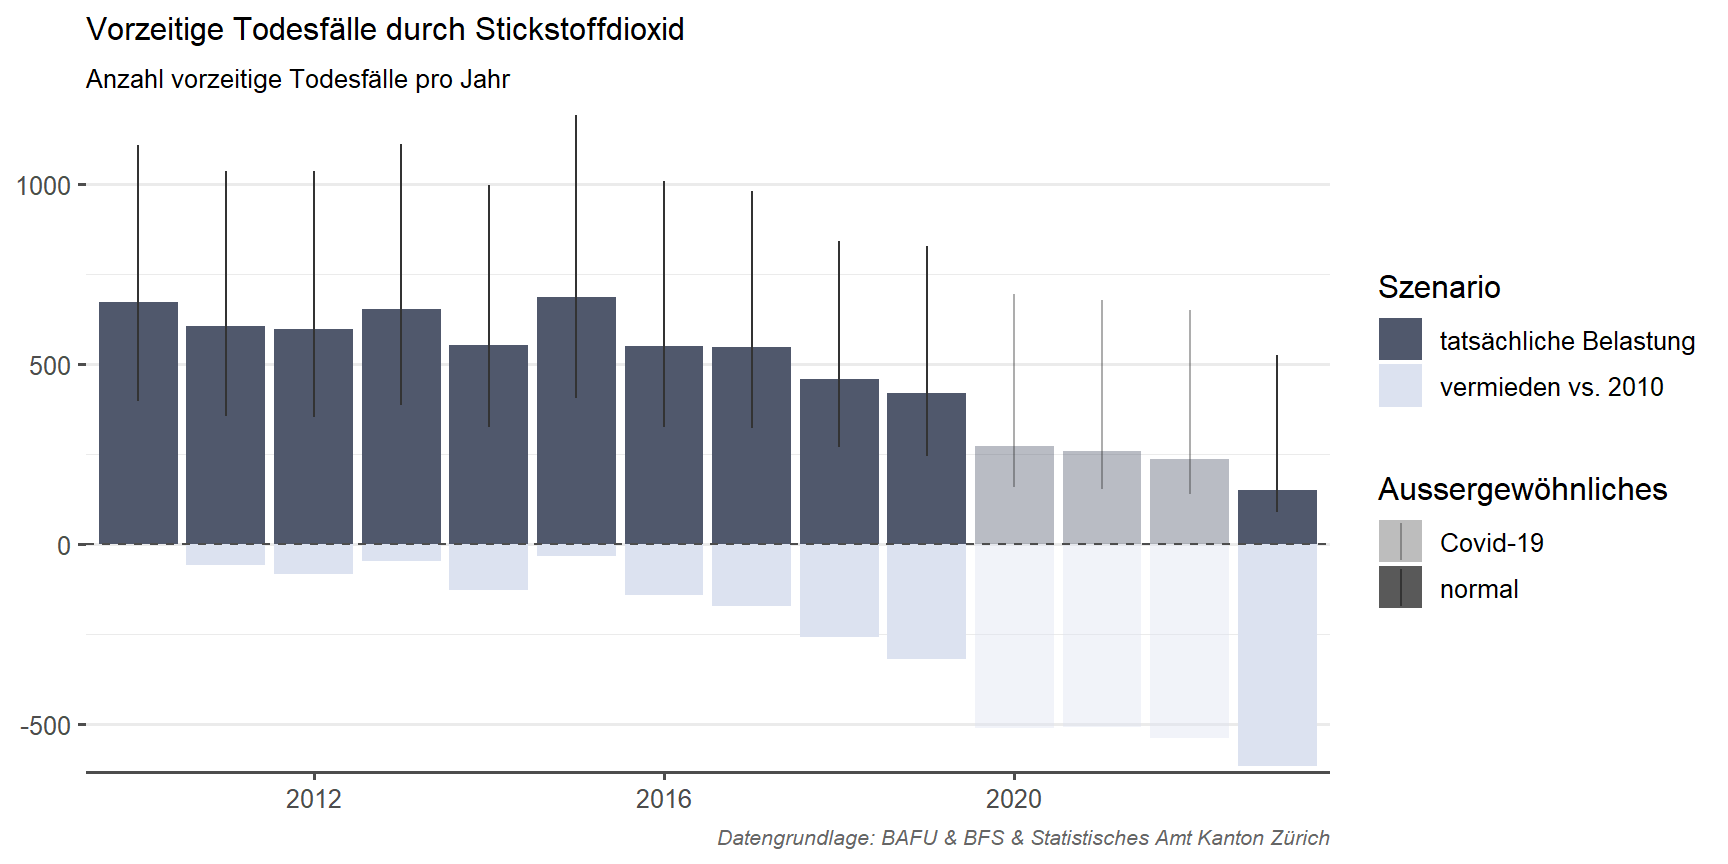 Vorzeitige Todesfälle durch Stickstoffdioxid
Anzahl vorzeitige Todesfälle pro Jahr
1000
500
0
-500
2012
2016
2020
Szenario
tatsächliche Belastung
vermieden vs. 2010
Aussergewöhnliches
Covid-19
normal
Datengrundlage: BAFU & BFS & Statistisches Amt Kanton Zürich